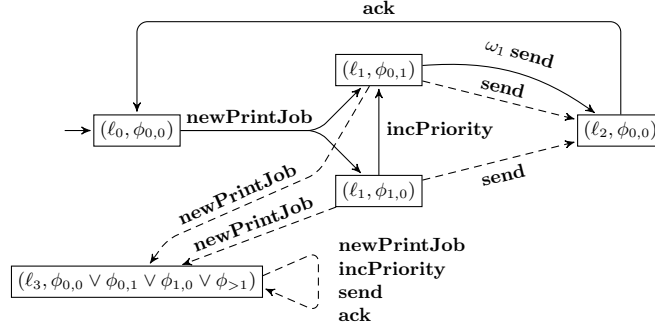 ack
(ℓ₁, ϕ₀,₁)
ω₁ send
send
newPrintJob
(ℓ₀, ϕ₀,₀)
incPriority
(ℓ₂, ϕ₀,₀)
(ℓ₁, ϕ₁,₀)
send
newPrintJob
newPrintJob
(ℓ₃, ϕ₀,₀ ∨ ϕ₀,₁ ∨ ϕ₁,₀ ∨ ϕ>₁)
newPrintJob
incPriority
send
ack